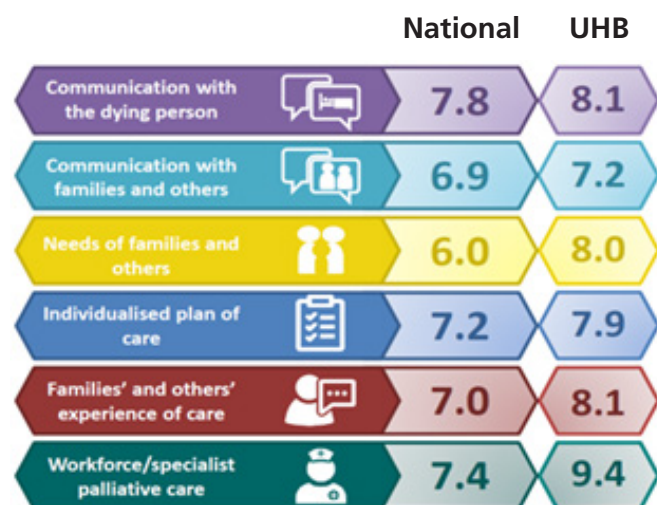 National UHB
Communication with
the dying person
7.8 8.1
Communication with
families and others
6.9 7.2
Needs of families and
others
6.0 8.0
Individualised plan of
care
7.2 7.9
Families' and others'
experience of care
7.0 8.1
Workforce/specialist
palliative care
7.4 9.4